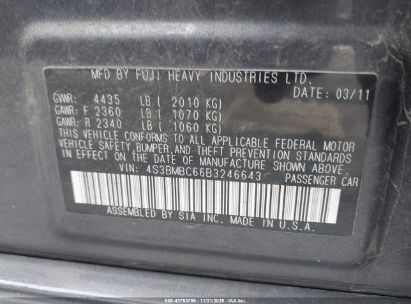 MFD BY FUJI HEAVY INDUSTRIES LTD.
DATE: 03/11
GVWR: 4435 LB ( 2010 KG)
GAWR: F 2360 LB ( 1070 KG)
GAWR: R 2340 LB ( 1060 KG)
THIS VEHICLE CONFORMS TO ALL APPLICABLE FEDERAL MOTOR
VEHICLE SAFETY, BUMPER, AND THEFT PREVENTION STANDARDS
IN EFFECT ON THE DATE OF MANUFACTURE SHOWN ABOVE.
VIN: 4S3BMBC66B3246643 PASSENGER CAR
ASSEMBLED BY SIA INC. MADE IN U.S.A.